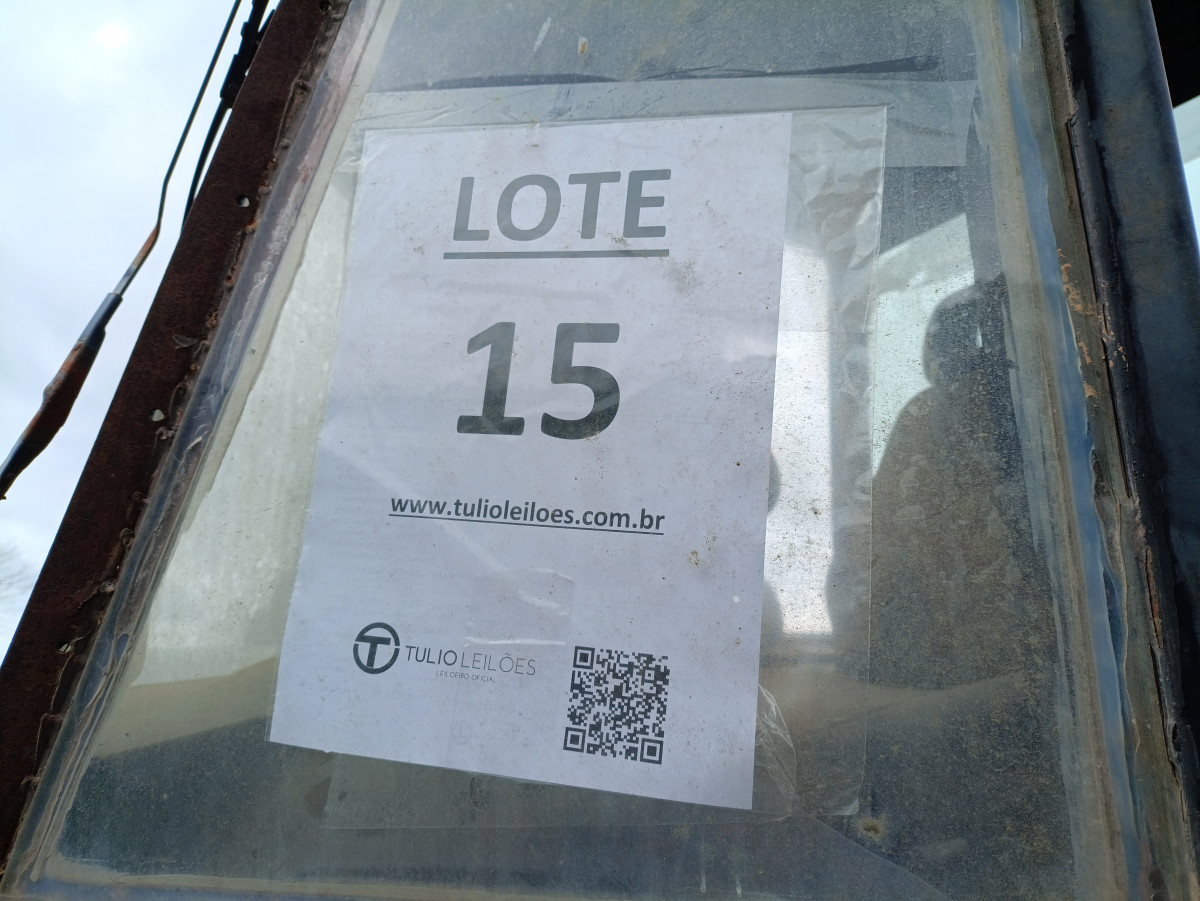 LOTE
15
www.tulioleiloes.com.br
TULIO LEILÕES
LEILOEIRO OFICIAL